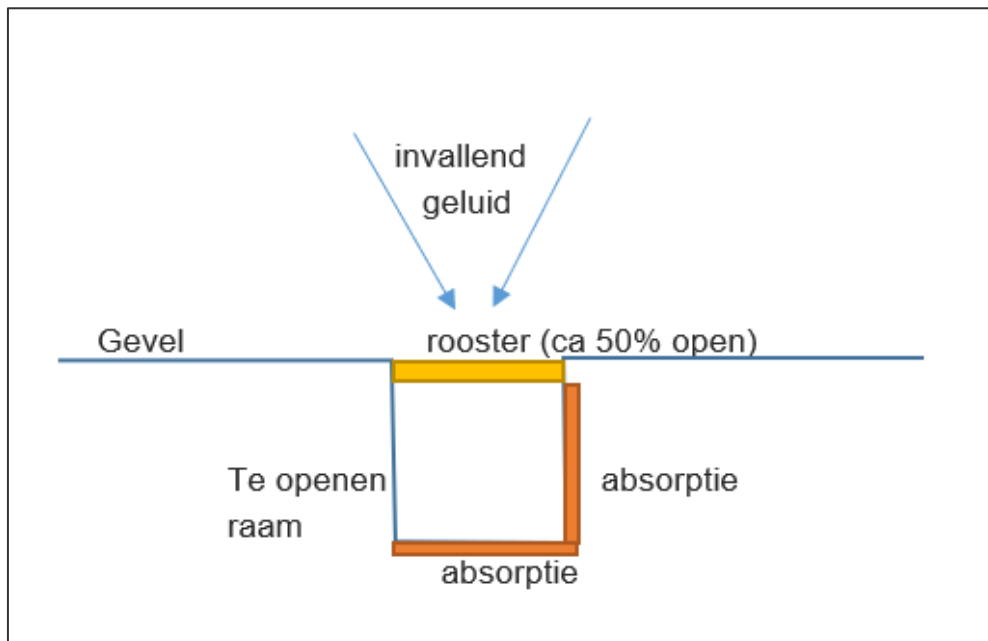 invallend
geluid
Gevel
rooster (ca 50% open)
Te openen
raam
absorptie
absorptie